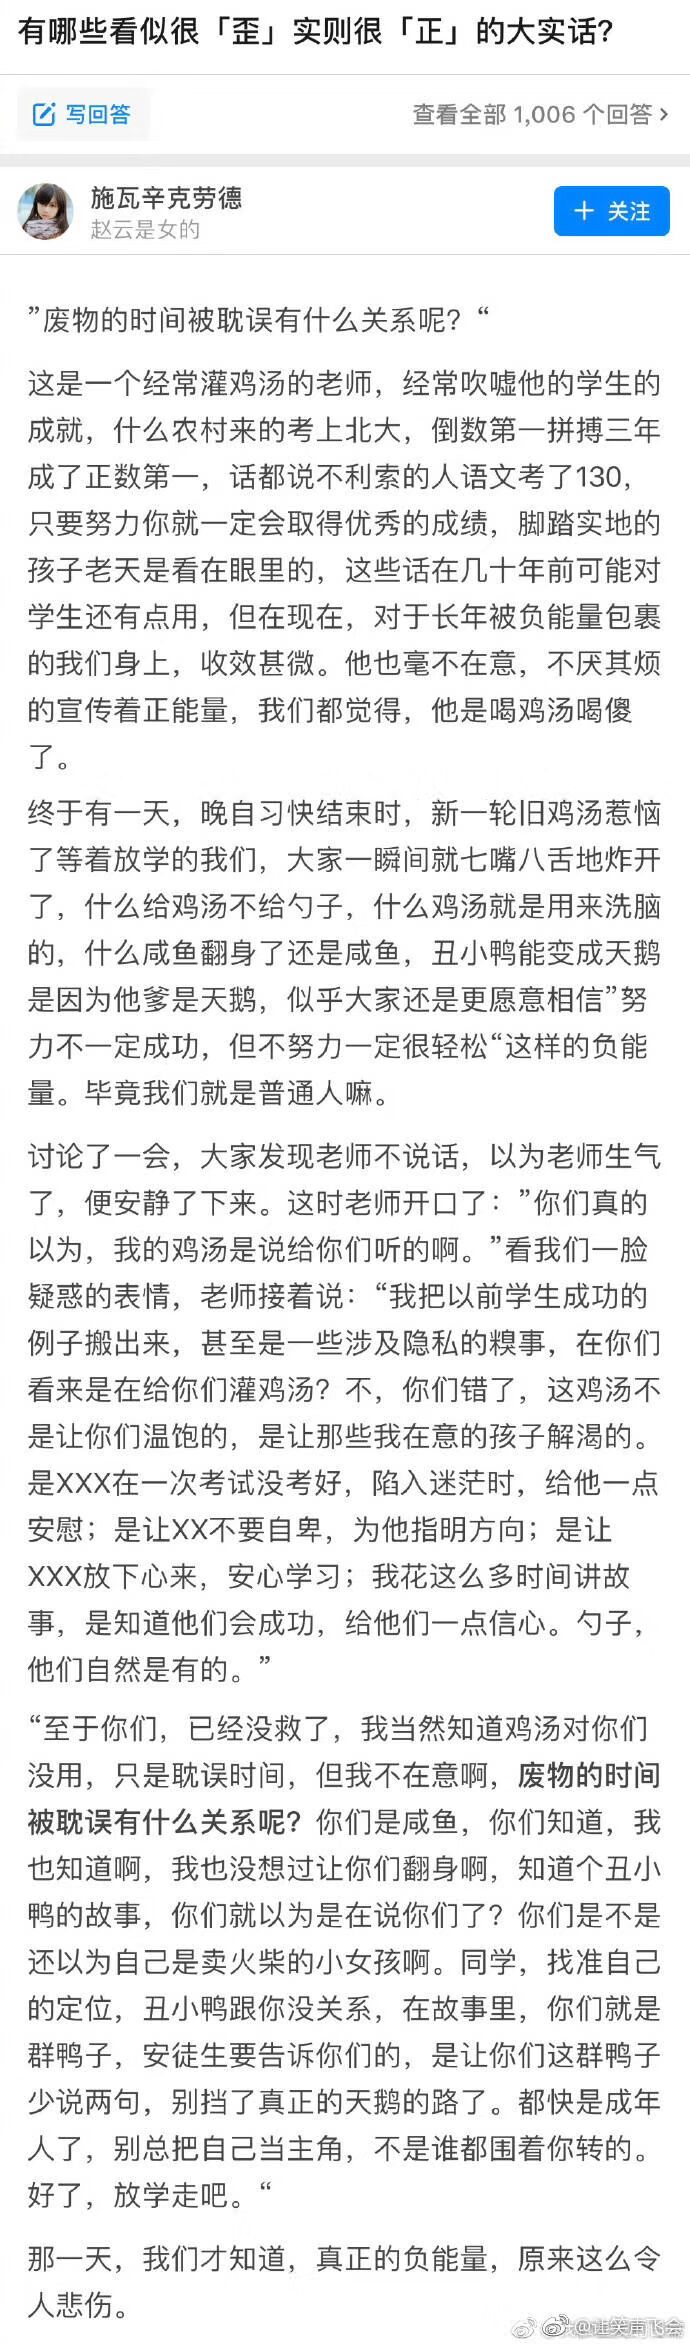 有哪些看似很「歪」实则很「正」的大实话?
写回答
查看全部 1,006 个回答 >
施瓦辛克劳德
赵云是女的
+ 关注
”废物的时间被耽误有什么关系呢？“
这是一个经常灌鸡汤的老师，经常吹嘘他的学生的
成就，什么农村来的考上北大，倒数第一拼搏三年
成了正数第一，话都说不利索的人语文考了130，
只要努力你就一定会取得优秀的成绩，脚踏实地的
孩子老天是看在眼里的，这些话在几十年前可能对
学生还有点用，但在现在，对于长年被负能量包裹
的我们身上，收效甚微。他也毫不在意，不厌其烦
的宣传着正能量，我们都觉得，他是喝鸡汤喝傻
了。
终于有一天，晚自习快结束时，新一轮旧鸡汤惹恼
了等着放学的我们，大家一瞬间就七嘴八舌地炸开
了，什么给鸡汤不给勺子，什么鸡汤就是用来洗脑
的，什么咸鱼翻身了还是咸鱼，丑小鸭能变成天鹅
是因为他爹是天鹅，似乎大家还是更愿意相信”努
力不一定成功，但不努力一定很轻松“这样的负能
量。毕竟我们就是普通人嘛。
讨论了一会，大家发现老师不说话，以为老师生气
了，便安静了下来。这时老师开口了：”你们真的
以为，我的鸡汤是说给你们听的啊。”看我们一脸
疑惑的表情，老师接着说：“我把以前学生成功的
例子搬出来，甚至是一些涉及隐私的糗事，在你们
看来是在给你们灌鸡汤？不，你们错了，这鸡汤不
是让你们温饱的，是让那些我在意的孩子解渴的。
是XXX在一次考试没考好，陷入迷茫时，给他一点
安慰；是让XX不要自卑，为他指明方向；是让
XXX放下心来，安心学习；我花这么多时间讲故
事，是知道他们会成功，给他们一点信心。勺子，
他们自然是有的。”
“至于你们，已经没救了，我当然知道鸡汤对你们
没用，只是耽误时间，但我不在意啊，废物的时间
被耽误有什么关系呢？你们是咸鱼，你们知道，我
也知道啊，我也没想过让你们翻身啊，知道个丑小
鸭的故事，你们就以为是在说你们了？你们是不是
还以为自己是卖火柴的小女孩啊。同学，找准自己
的定位，丑小鸭跟你没关系，在故事里，你们就是
群鸭子，安徒生要告诉你们的，是让你们这群鸭子
少说两句，别挡了真正的天鹅的路了。都快是成年
人了，别总把自己当主角，不是谁都围着你转的。
好了，放学走吧。“
那一天，我们才知道，真正的负能量，原来这么令
人悲伤。